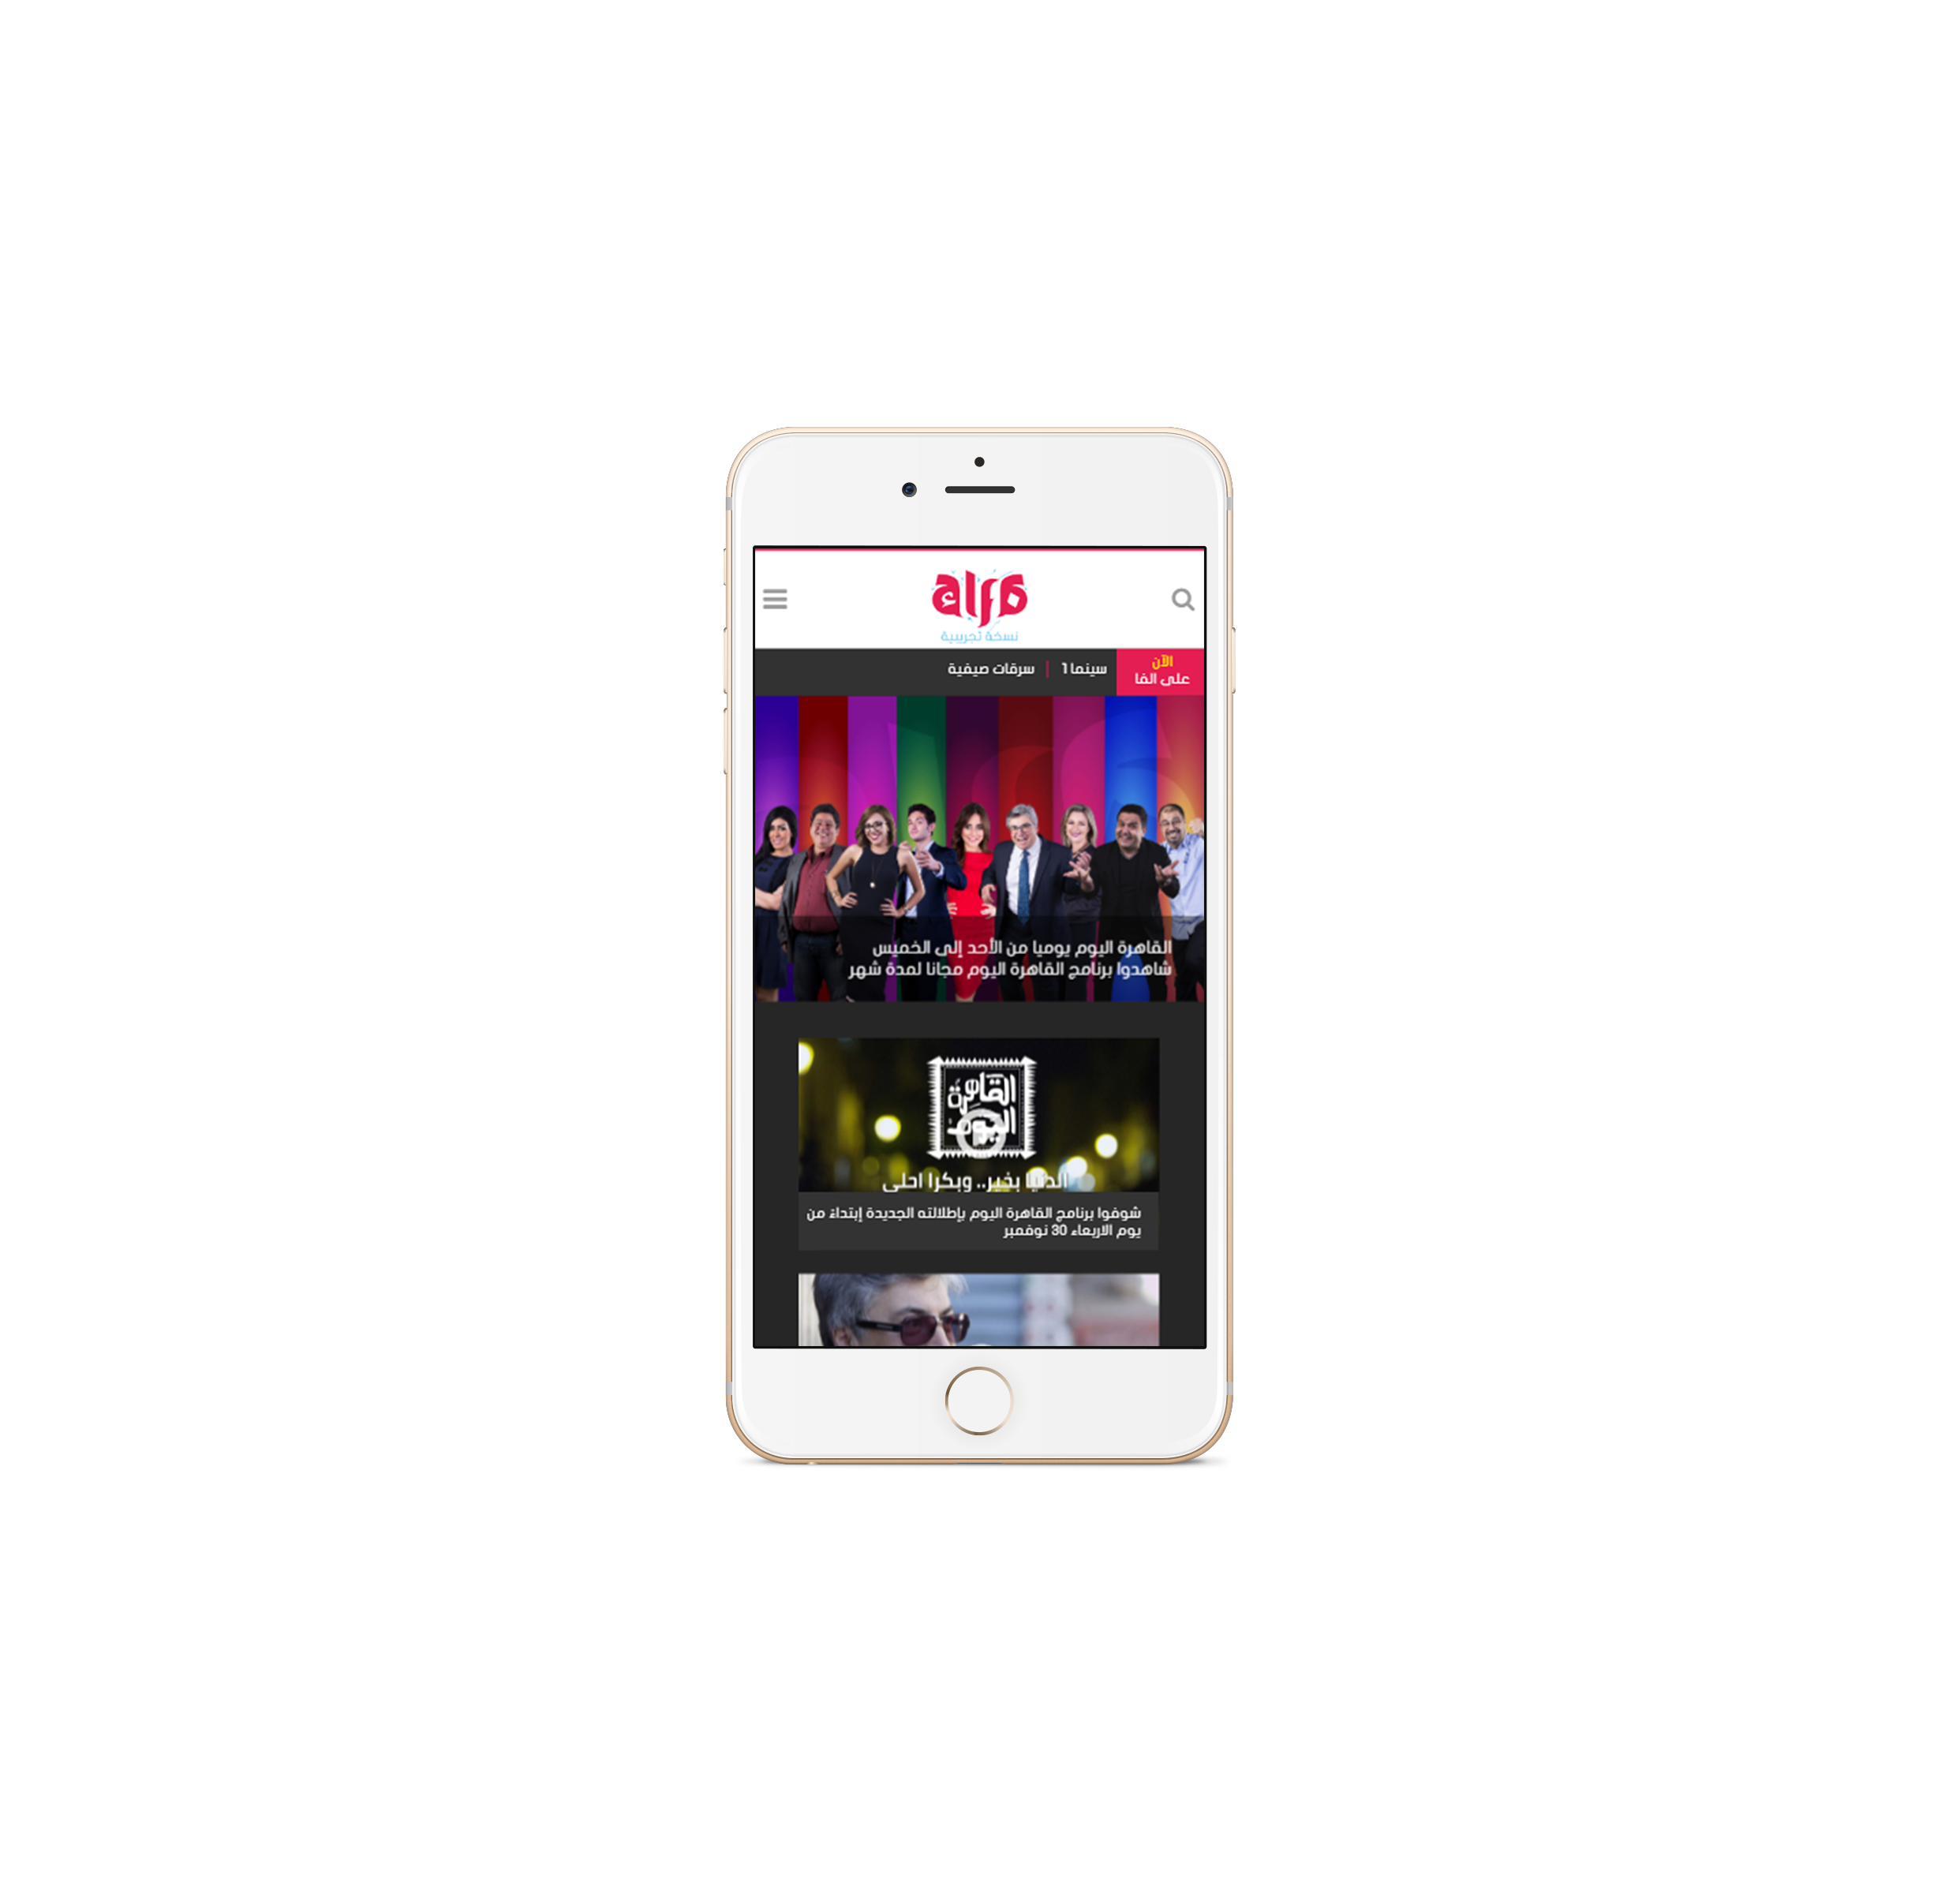 alfa
نسخة تجريبية
الآن
على الفا
سينما 1 | سرقات صيفية
القاهرة اليوم يوميا من الأحد إلى الخميس
شاهدوا برنامج القاهرة اليوم مجانا لمدة شهر
القاهرة
اليوم
الدنيا بخير.. وبكرا احلى
شوفوا برنامج القاهرة اليوم بإطلالته الجديدة إبتداءً من
يوم الاربعاء 30 نوفمبر